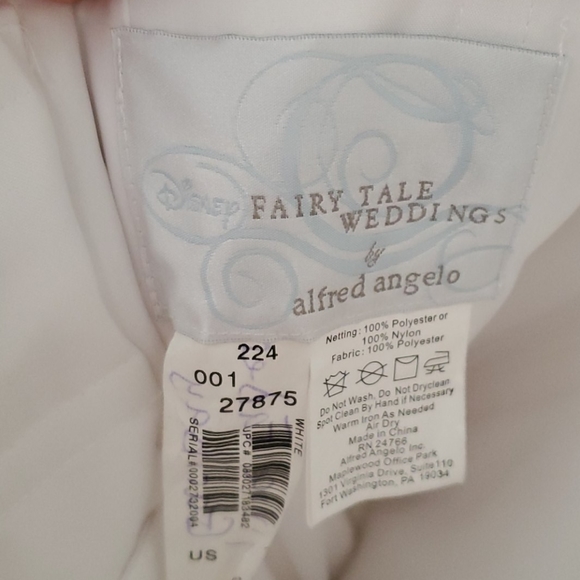 Disney
FAIRY TALE
WEDDINGS
by
alfred angelo
224
001
27875
WHITE
SERIAL#0002732004
US
Netting: 100% Polyester or
100% Nylon
Fabric: 100% Polyester
Do Not Wash, Do Not Dryclean
Spot Clean By Hand if Necessary
Warm Iron As Needed
Air Dry
Made in China
RN 24766
Alfred Angelo Inc.
Maplewood Office Park
1301 Virginia Drive, Suite 110
Fort Washington, PA 19034